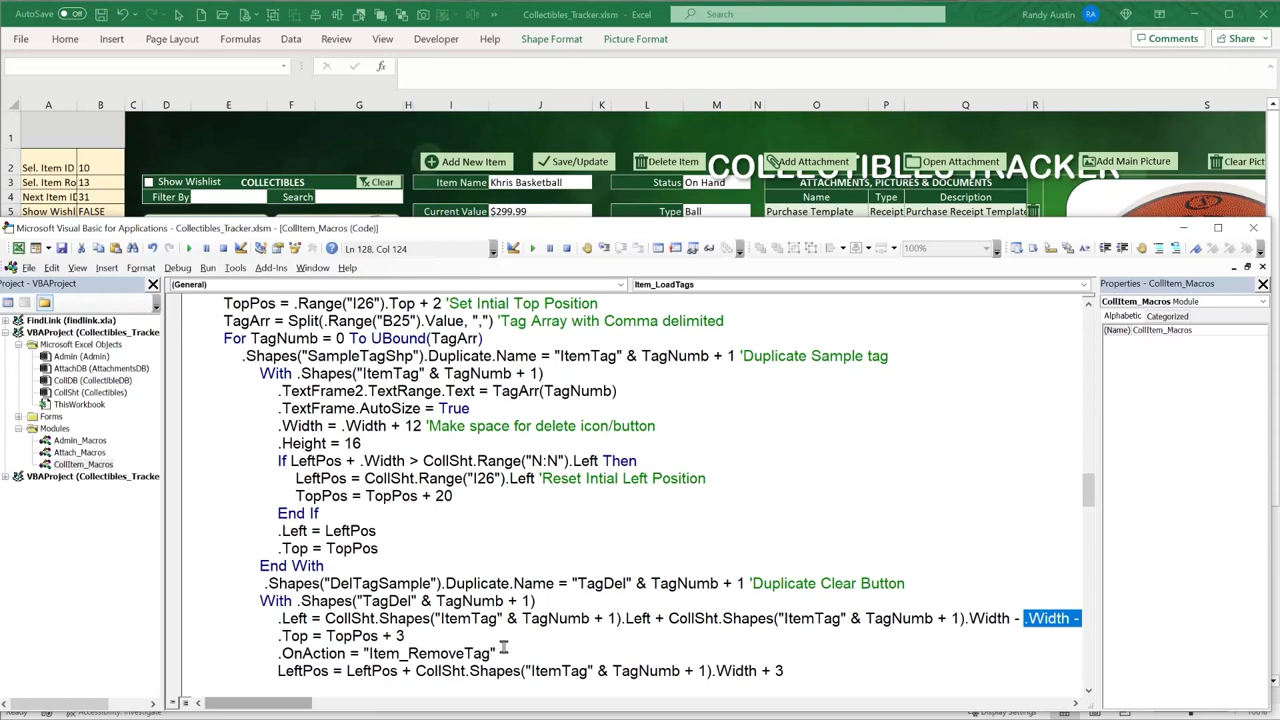 AutoSave Off Collectibles_Tracker.xlsm - Excel Search Randy Austin RA
File Home Insert Page Layout Formulas Data Review View Developer Help Shape Format Picture Format Comments Share
fx
A B C D E F G H I J K L M N O P Q R S
1
COLLECTIBLES TRACKER
2 Sel. Item ID 10 Add New Item Save/Update Delete Item Add Attachment Open Attachment Add Main Picture Clear Pict
3 Sel. Item Ro 13 Show Wishlist COLLECTIBLES Clear Item Name Khris Basketball Status On Hand ATTACHMENTS, PICTURES & DOCUMENTS
4 Next Item ID 31 Filter By Search Name Type Description
5 Show Wishl FALSE Current Value $299.99 Type Ball Purchase Template Receipt Purchase Receipt Template
Microsoft Visual Basic for Applications - Collectibles_Tracker.xlsm - [CollItem_Macros (Code)]
Ln 128, Col 124 100%
File Edit View Insert Format Debug Run Tools Add-Ins Window Help
Project - VBAProject
(General) Item_LoadTags
Properties - CollItem_Macros
CollItem_Macros Module
Alphabetic Categorized
(Name) CollItem_Macros
FindLink (findlink.xla)
VBAProject (Collectibles_Tracke
Microsoft Excel Objects
Admin (Admin)
AttachDB (AttachmentsDB)
CollDB (CollectibleDB)
CollSht (Collectibles)
ThisWorkbook
Forms
Modules
Admin_Macros
Attach_Macros
CollItem_Macros
VBAProject (Collectibles_Tracke
TopPos = .Range("I26").Top + 2 'Set Intial Top Position
TagArr = Split(.Range("B25").Value, ",") 'Tag Array with Comma delimited
For TagNumb = 0 To UBound(TagArr)
.Shapes("SampleTagShp").Duplicate.Name = "ItemTag" & TagNumb + 1 'Duplicate Sample tag
With .Shapes("ItemTag" & TagNumb + 1)
.TextFrame2.TextRange.Text = TagArr(TagNumb)
.TextFrame.AutoSize = True
.Width = .Width + 12 'Make space for delete icon/button
.Height = 16
If LeftPos + .Width > CollSht.Range("N:N").Left Then
LeftPos = CollSht.Range("I26").Left 'Reset Intial Left Position
TopPos = TopPos + 20
End If
.Left = LeftPos
.Top = TopPos
End With
.Shapes("DelTagSample").Duplicate.Name = "TagDel" & TagNumb + 1 'Duplicate Clear Button
With .Shapes("TagDel" & TagNumb + 1)
.Left = CollSht.Shapes("ItemTag" & TagNumb + 1).Left + CollSht.Shapes("ItemTag" & TagNumb + 1).Width - .Width -
.Top = TopPos + 3
.OnAction = "Item_RemoveTag"
LeftPos = LeftPos + CollSht.Shapes("ItemTag" & TagNumb + 1).Width + 3
Ready Accessibility: Investigate Display Settings